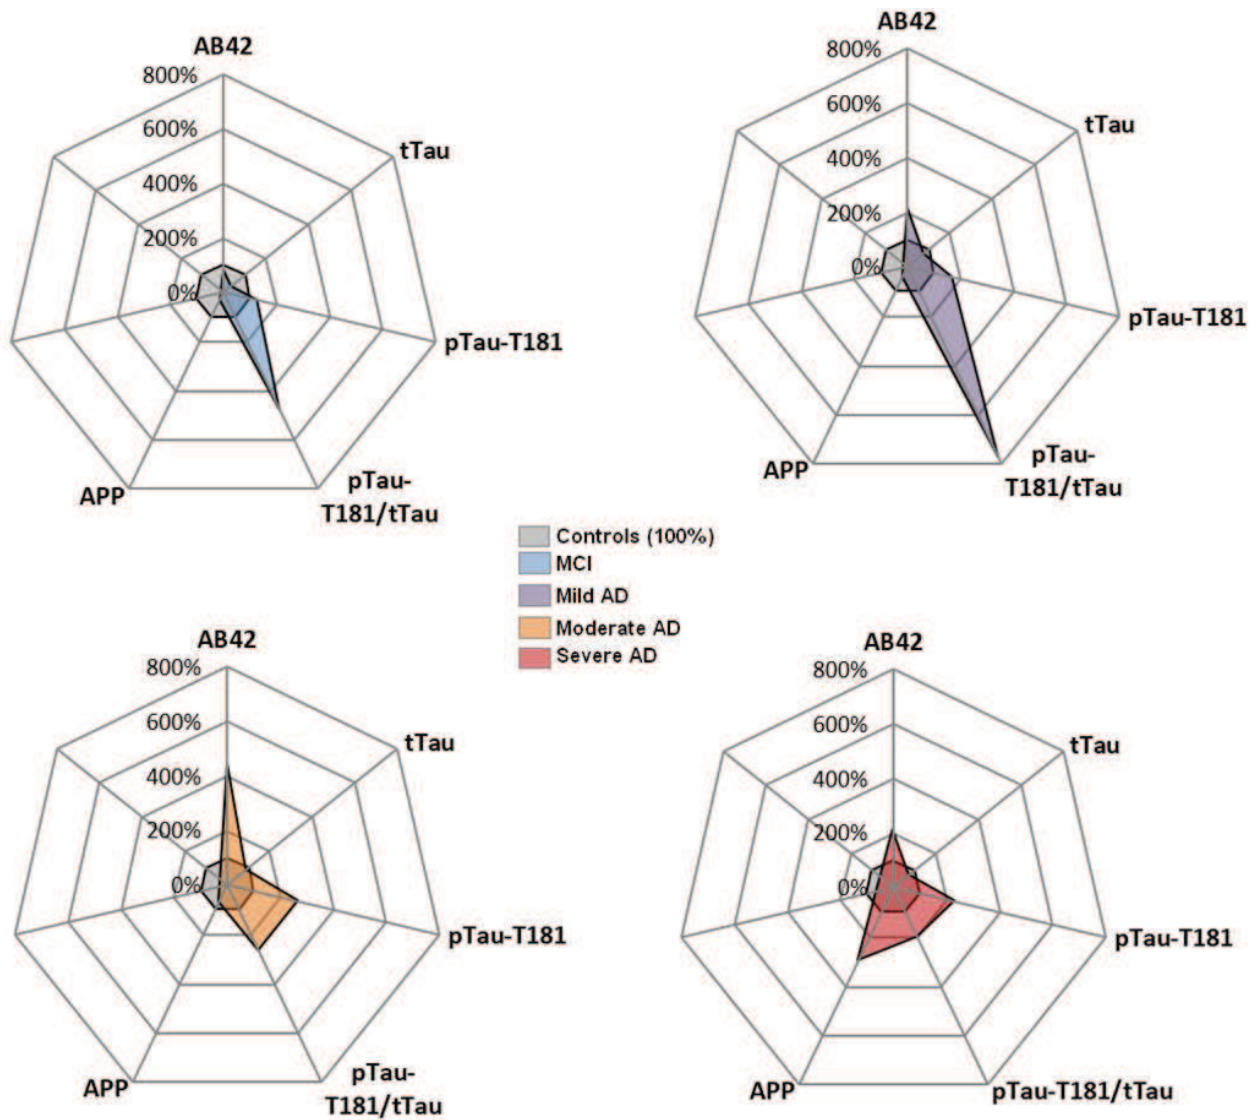 AB42
800%
600%
400%
200%
0%
tTau
pTau-T181
pTau-
T181/tTau
APP
AB42
800%
600%
400%
200%
0%
tTau
pTau-T181
pTau-
T181/tTau
APP
Controls (100%)
MCI
Mild AD
Moderate AD
Severe AD
AB42
800%
600%
400%
200%
0%
tTau
pTau-T181
pTau-
T181/tTau
APP
AB42
800%
600%
400%
200%
0%
tTau
pTau-T181
pTau-T181/tTau
APP